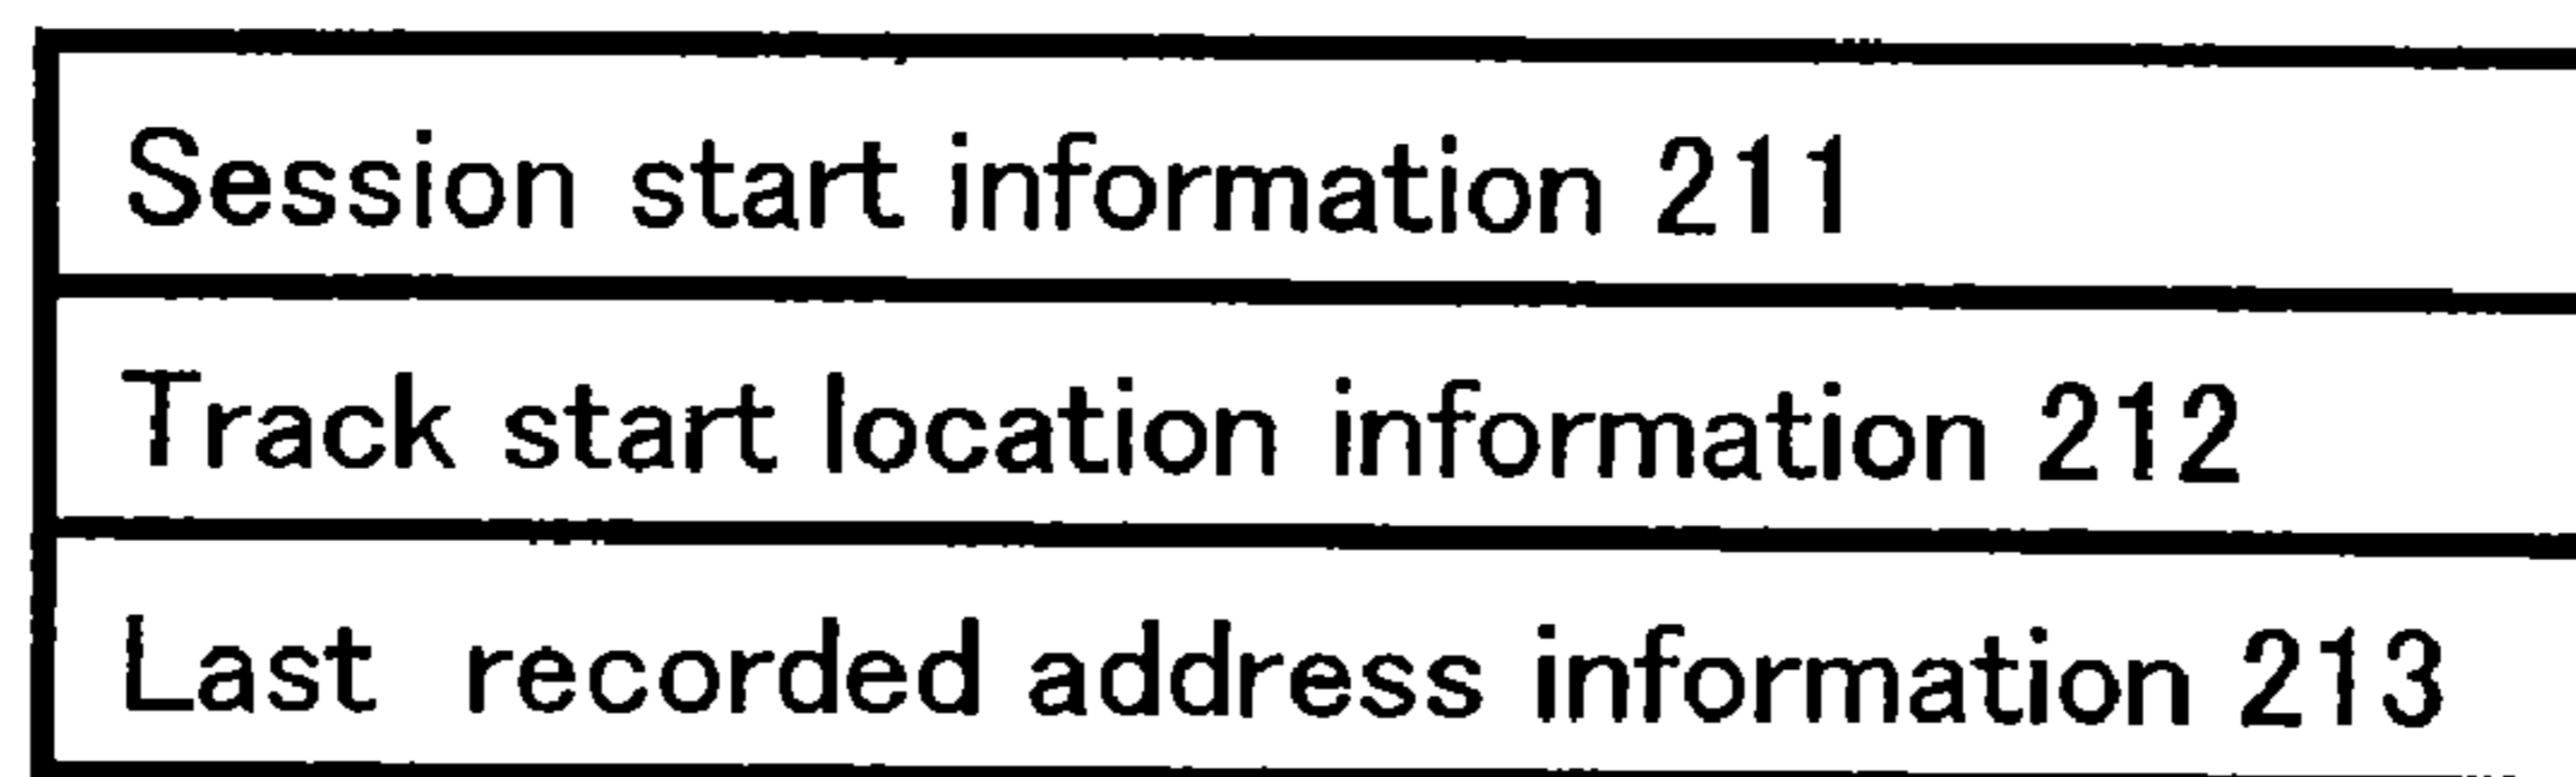 Session start information 211
Track start location information 212
Last recorded address information 213